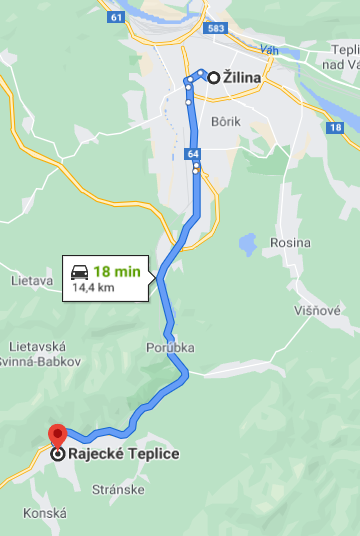 61
583
Tepli
nad Vá
Váh
Žilina
Bôrik
18
64
Rosina
18 min
14,4 km
Lietava
Višňové
Lietavská
Svinná-Babkov
Porúbka
Rajecké Teplice
Stránske
Konská